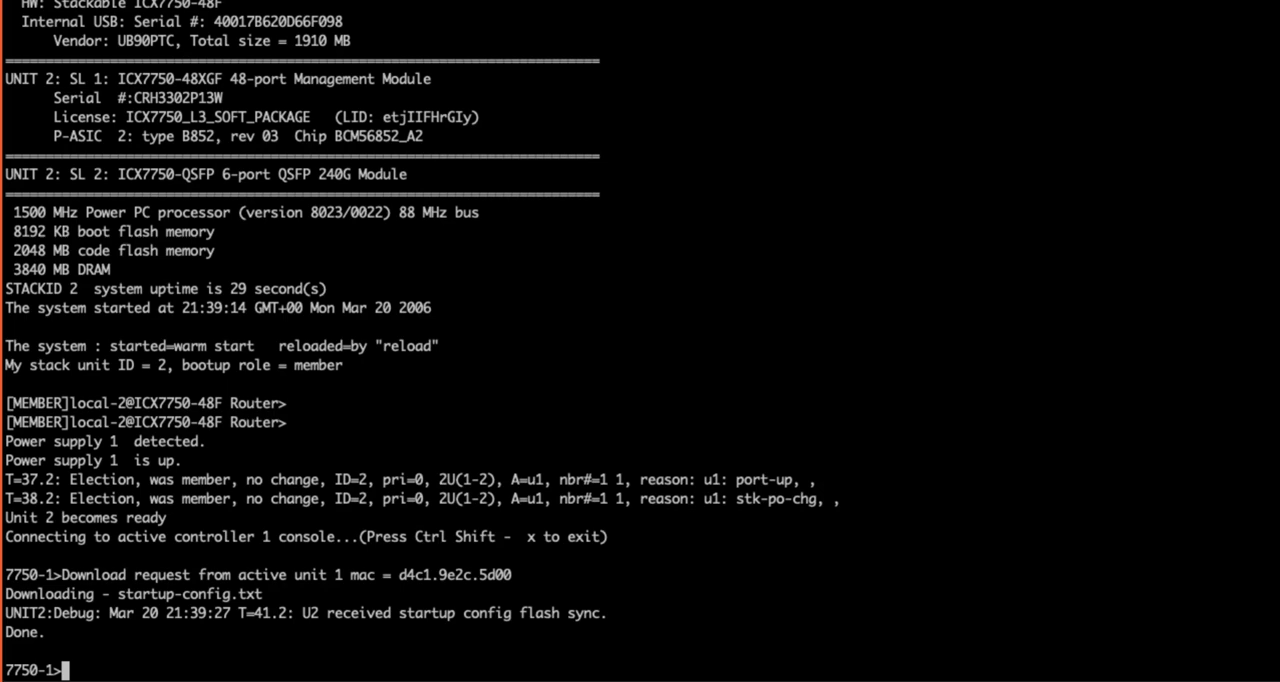 HW: Stackable ICX7750-48F
Internal USB: Serial #: 40017B620D66F098
Vendor: UB90PTC, Total size = 1910 MB
UNIT 2: SL 1: ICX7750-48XGF 48-port Management Module
Serial #:CRH3302P13W
License: ICX7750_L3_SOFT_PACKAGE (LID: etjIIFHrGIy)
P-ASIC 2: type B852, rev 03 Chip BCM56852_A2
UNIT 2: SL 2: ICX7750-QSFP 6-port QSFP 240G Module
1500 MHz Power PC processor (version 8023/0022) 88 MHz bus
8192 KB boot flash memory
2048 MB code flash memory
3840 MB DRAM
STACKID 2 system uptime is 29 second(s)
The system started at 21:39:14 GMT+00 Mon Mar 20 2006
The system : started=warm start reloaded=by "reload"
My stack unit ID = 2, bootup role = member
[MEMBER]local-2@ICX7750-48F Router>
[MEMBER]local-2@ICX7750-48F Router>
Power supply 1 detected.
Power supply 1 is up.
T=37.2: Election, was member, no change, ID=2, pri=0, 2U(1-2), A=u1, nbr#=1 1, reason: u1: port-up, ,
T=38.2: Election, was member, no change, ID=2, pri=0, 2U(1-2), A=u1, nbr#=1 1, reason: u1: stk-po-chg, ,
Unit 2 becomes ready
Connecting to active controller 1 console...(Press Ctrl Shift - x to exit)
7750-1>Download request from active unit 1 mac = d4c1.9e2c.5d00
Downloading - startup-config.txt
UNIT2:Debug: Mar 20 21:39:27 T=41.2: U2 received startup config flash sync.
Done.
7750-1>